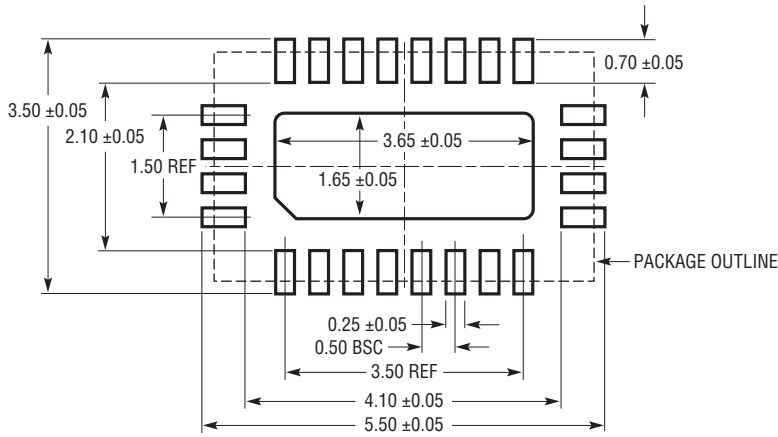 0.70 ±0.05
3.50 ±0.05
2.10 ±0.05
3.65 ±0.05
1.50 REF
1.65 ±0.05
PACKAGE OUTLINE
0.25 ±0.05
0.50 BSC
3.50 REF
4.10 ±0.05
5.50 ±0.05